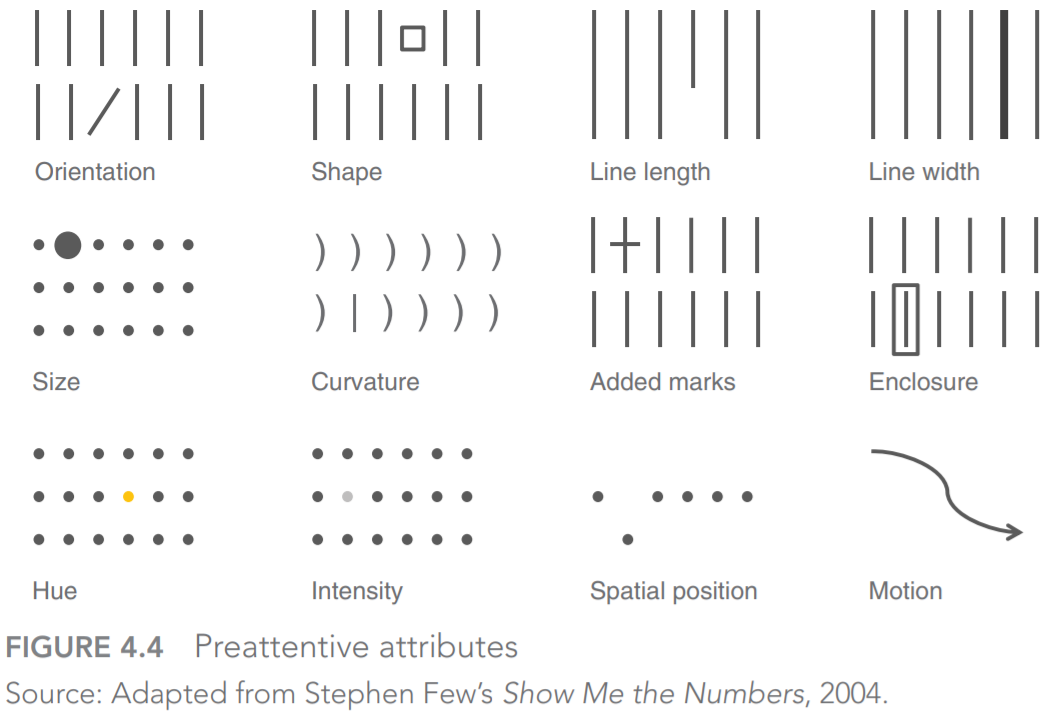 Orientation
Shape
Line length
Line width
Size
Curvature
Added marks
Enclosure
Hue
Intensity
Spatial position
Motion
FIGURE 4.4 Preattentive attributes
Source: Adapted from Stephen Few's Show Me the Numbers, 2004.